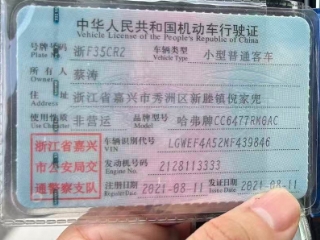 中华人民共和国机动车行驶证
Vehicle License of the People's Republic of China
号牌号码 浙F35CR2 车辆类型 小型普通客车
Plate No. Vehicle Type
所有人 蔡涛
Owner
住址 浙江省嘉兴市秀洲区新塍镇倪家兜
Address
使用性质 非营运 品牌型号 哈弗牌CC6477RM6AC
Use Character Model
浙江省嘉兴市公安局交通警察支队
车辆识别代号 LGWEF4A52MF439846
VIN
发动机号码 2128113333
Engine No.
注册日期 2021-08-11 发证日期 2021-08-11
Register Date Issue Date